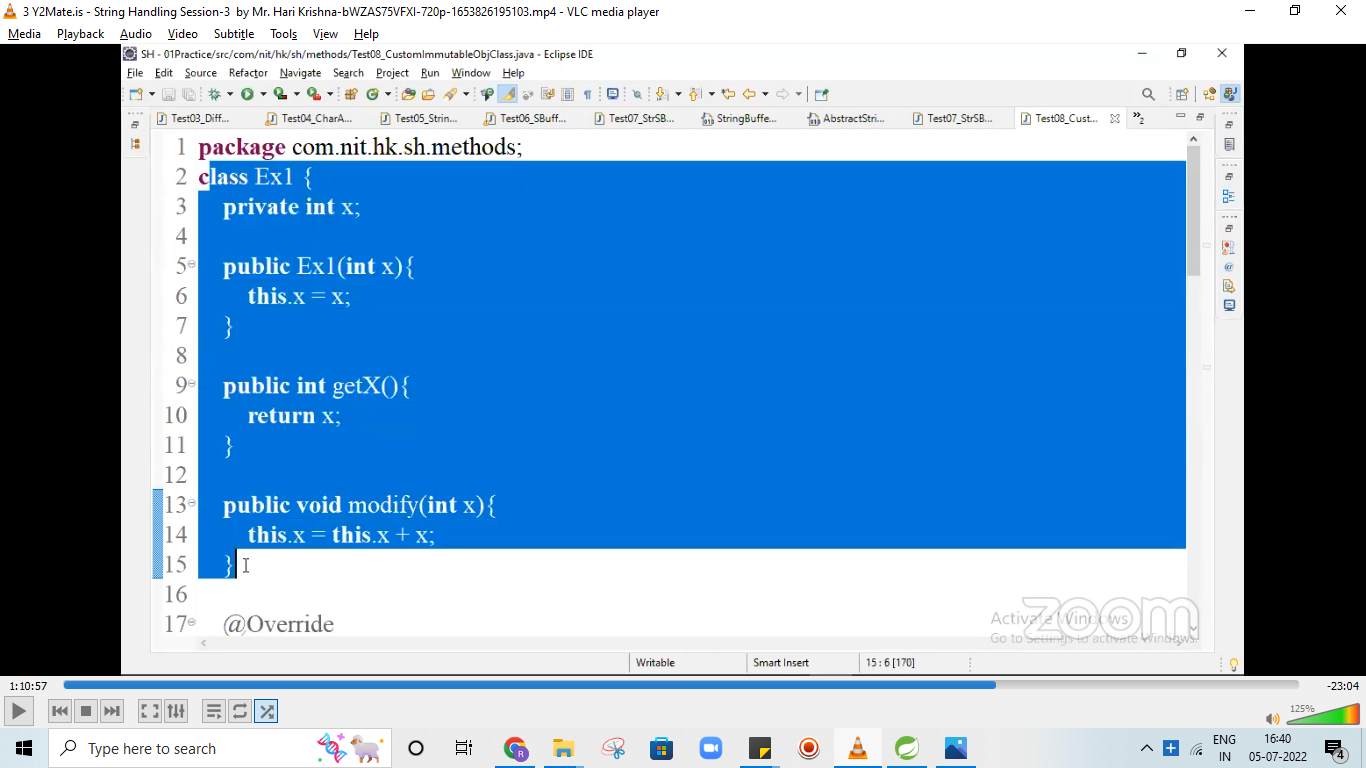 3 Y2Mate.is - String Handling Session-3 by Mr. Hari Krishna-bWZAS75VFXI-720p-1653826195103.mp4 - VLC media player
Media Playback Audio Video Subtitle Tools View Help
SH - 01Practice/src/com/nit/hk/sh/methods/Test08_CustomImmutableObjClass.java - Eclipse IDE
File Edit Source Refactor Navigate Search Project Run Window Help
Test03_Diff... Test04_CharA... Test05_Strin... Test06_SBuff... Test07_StrSB... StringBuffe... AbstractStri... Test07_StrSB... Test08_Cust... »2
1 package com.nit.hk.sh.methods;
2 class Ex1 {
3 private int x;
4
5 public Ex1(int x){
6 this.x = x;
7 }
8
9 public int getX(){
10 return x;
11 }
12
13 public void modify(int x){
14 this.x = this.x + x;
15 }
16
17 @Override
Activate Windows
zoom
Go to Settings to activate Windows.
Writable Smart Insert 15 : 6 [170]
1:10:57 -23:04
125%
Type here to search
ENG 16:40
IN 05-07-2022 4